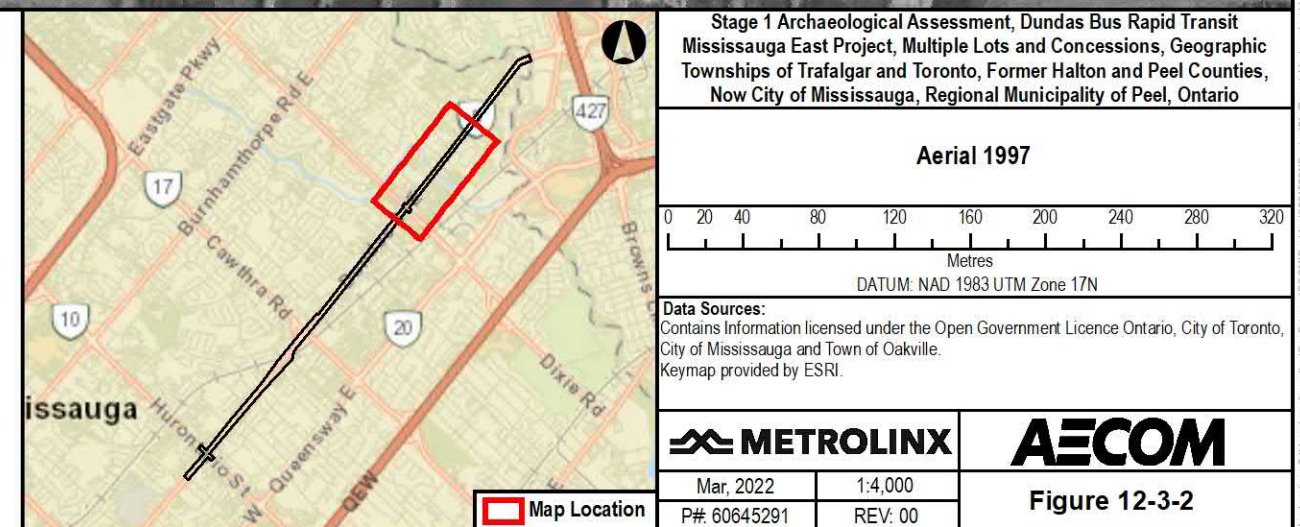 Eastgate Pkwy
Burnhamthorpe Rd E
427
17
Cawthra Rd
10
20
Dixie Rd
issauga
Queensway E
QEW
W
Map Location
Stage 1 Archaeological Assessment, Dundas Bus Rapid Transit
Mississauga East Project, Multiple Lots and Concessions, Geographic
Townships of Trafalgar and Toronto, Former Halton and Peel Counties,
Now City of Mississauga, Regional Municipality of Peel, Ontario
Aerial 1997
0 20 40 80 120 160 200 240 280 320
Metres
DATUM: NAD 1983 UTM Zone 17N
Data Sources:
Contains Information licensed under the Open Government Licence Ontario, City of Toronto,
City of Mississauga and Town of Oakville.
Keymap provided by ESRI.
METROLINX
AECOM
Mar, 2022
1:4,000
P#: 60645291
REV: 00
Figure 12-3-2